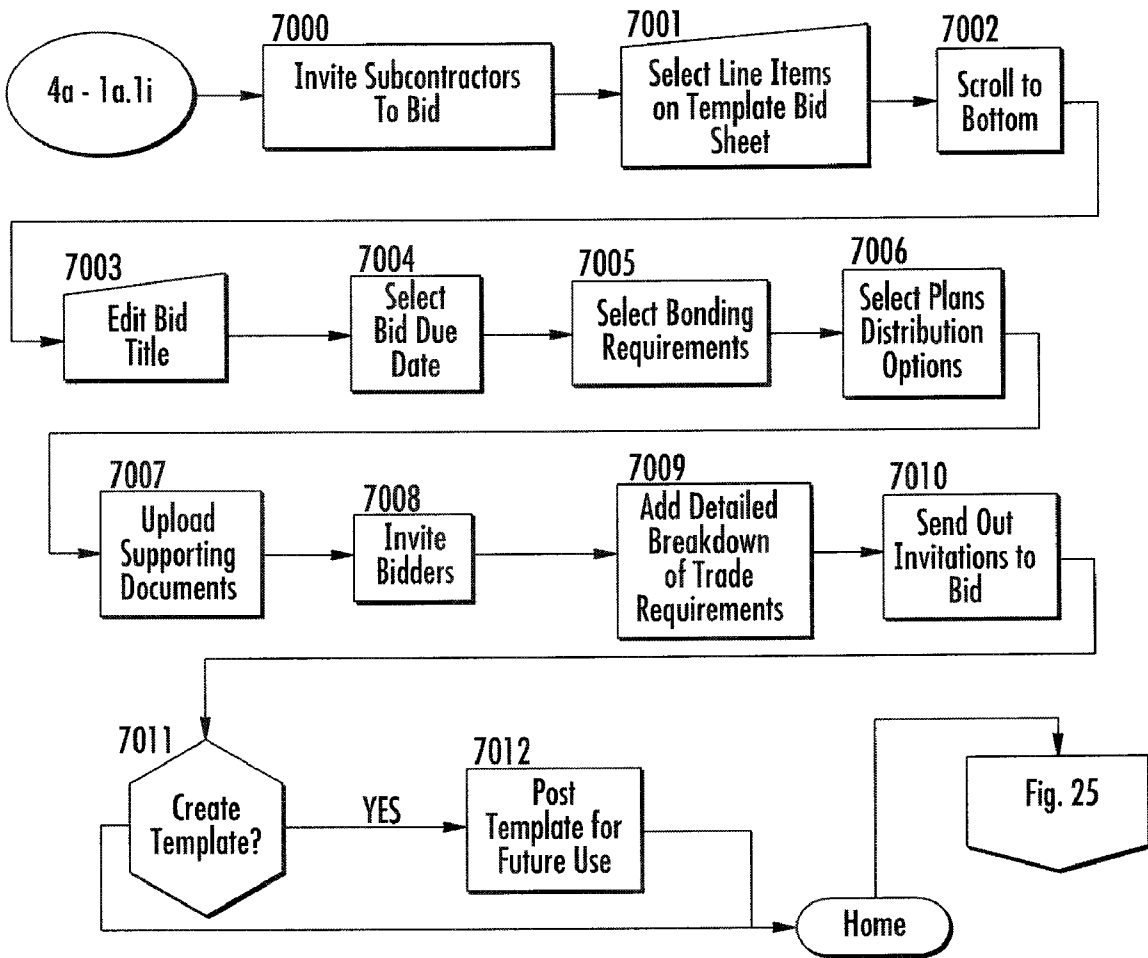 4a - 1a.1i
7000
Invite Subcontractors
To Bid
7001
Select Line Items
on Template Bid
Sheet
7002
Scroll to
Bottom
7003
Edit Bid
Title
7004
Select
Bid Due
Date
7005
Select Bonding
Requirements
7006
Select Plans
Distribution
Options
7007
Upload
Supporting
Documents
7008
Invite
Bidders
7009
Add Detailed
Breakdown
of Trade
Requirements
7010
Send Out
Invitations to
Bid
7011
Create
Template?
YES
7012
Post
Template for
Future Use
Home
Fig. 25